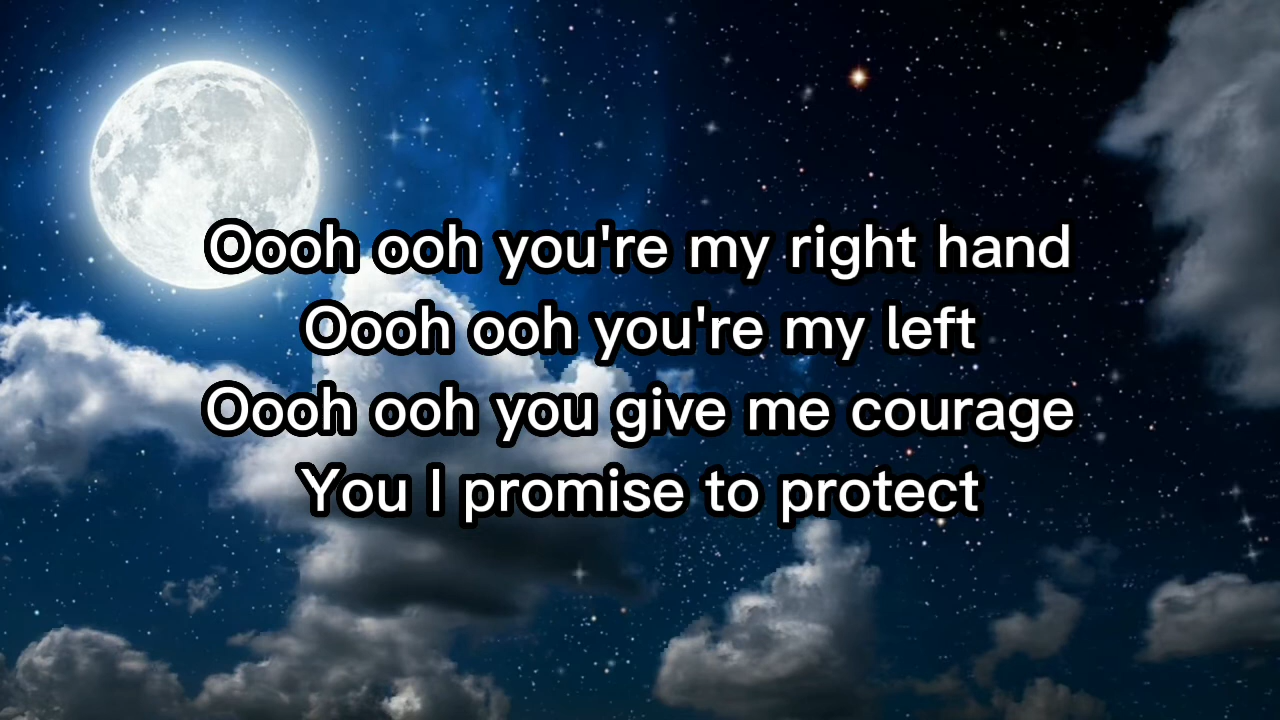 Oooh ooh you're my right hand
Oooh ooh you're my left
Oooh ooh you give me courage
You I promise to protect